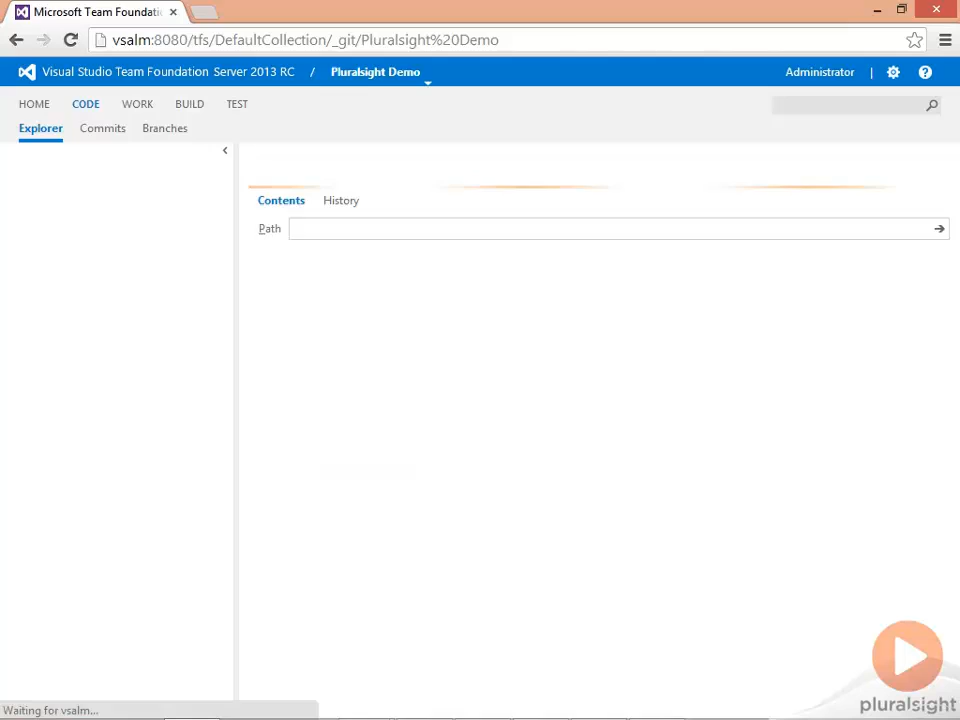 Microsoft Team Foundatic
vsalm:8080/tfs/DefaultCollection/_git/Pluralsight%20Demo
Visual Studio Team Foundation Server 2013 RC / Pluralsight Demo Administrator |
HOME CODE WORK BUILD TEST
Explorer Commits Branches
Contents History
Path
Waiting for vsalm...
pluralsight